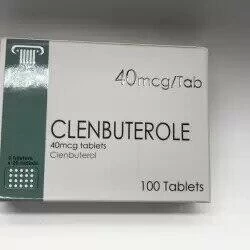 40mcg/Tab
CLENBUTEROLE
40mcg tablets
Clenbuterol
100 Tablets